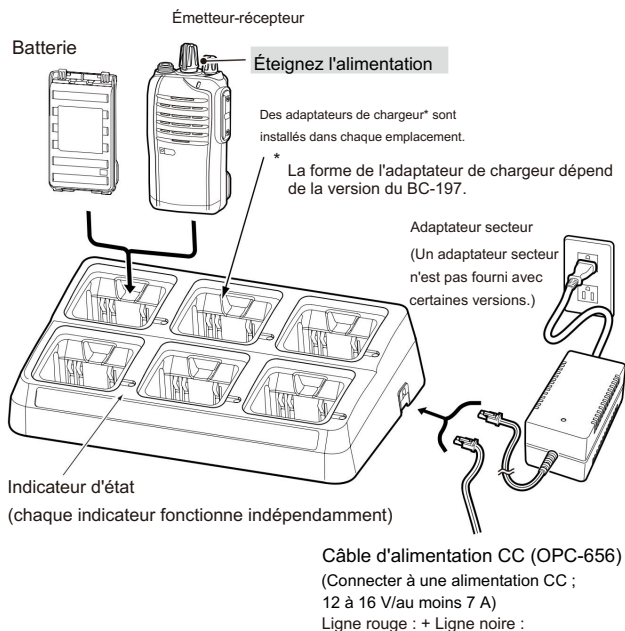 Émetteur-récepteur
Batterie
Éteignez l'alimentation
Des adaptateurs de chargeur* sont
installés dans chaque emplacement.
*
La forme de l'adaptateur de chargeur dépend
de la version du BC-197.
Adaptateur secteur
(Un adaptateur secteur
n'est pas fourni avec
certaines versions.)
Indicateur d'état
(chaque indicateur fonctionne indépendamment)
Câble d'alimentation CC (OPC-656)
(Connecter à une alimentation CC ;
12 à 16 V/au moins 7 A)
Ligne rouge : + Ligne noire :